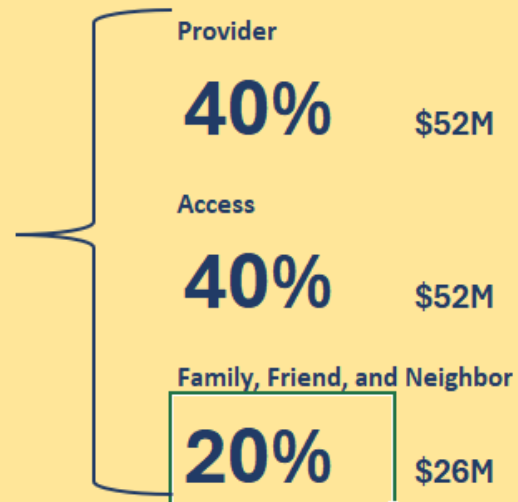 Provider
40% $52M
Access
40% $52M
Family, Friend, and Neighbor
20% $26M